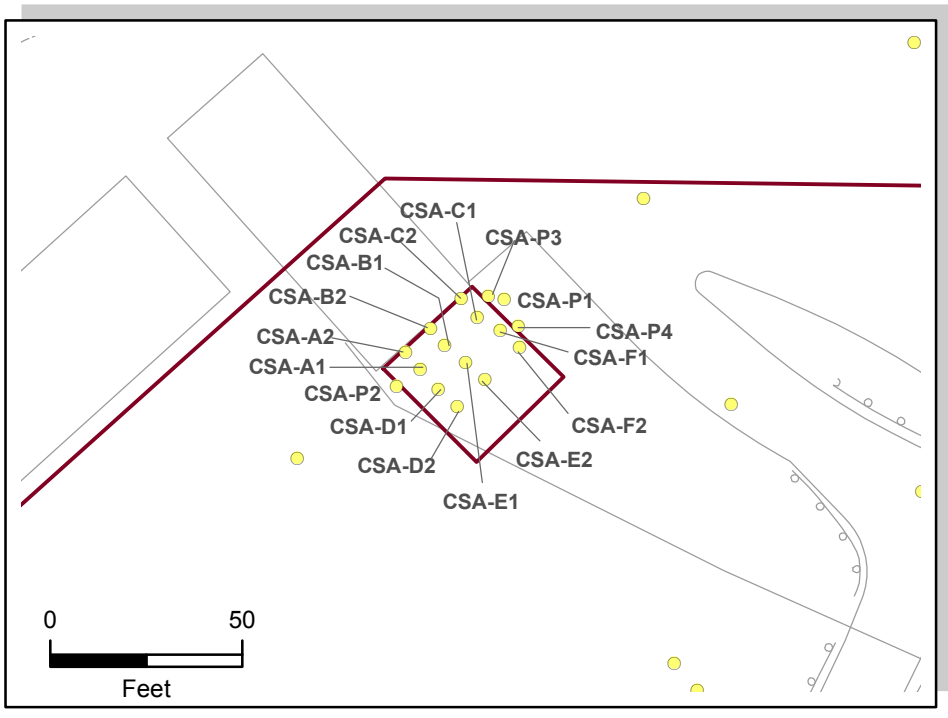 CSA-C1
CSA-C2
CSA-P3
CSA-B1
CSA-B2
CSA-P1
CSA-A2
CSA-P4
CSA-F1
CSA-A1
CSA-P2
CSA-D1
CSA-F2
CSA-D2
CSA-E2
CSA-E1
0 50
Feet